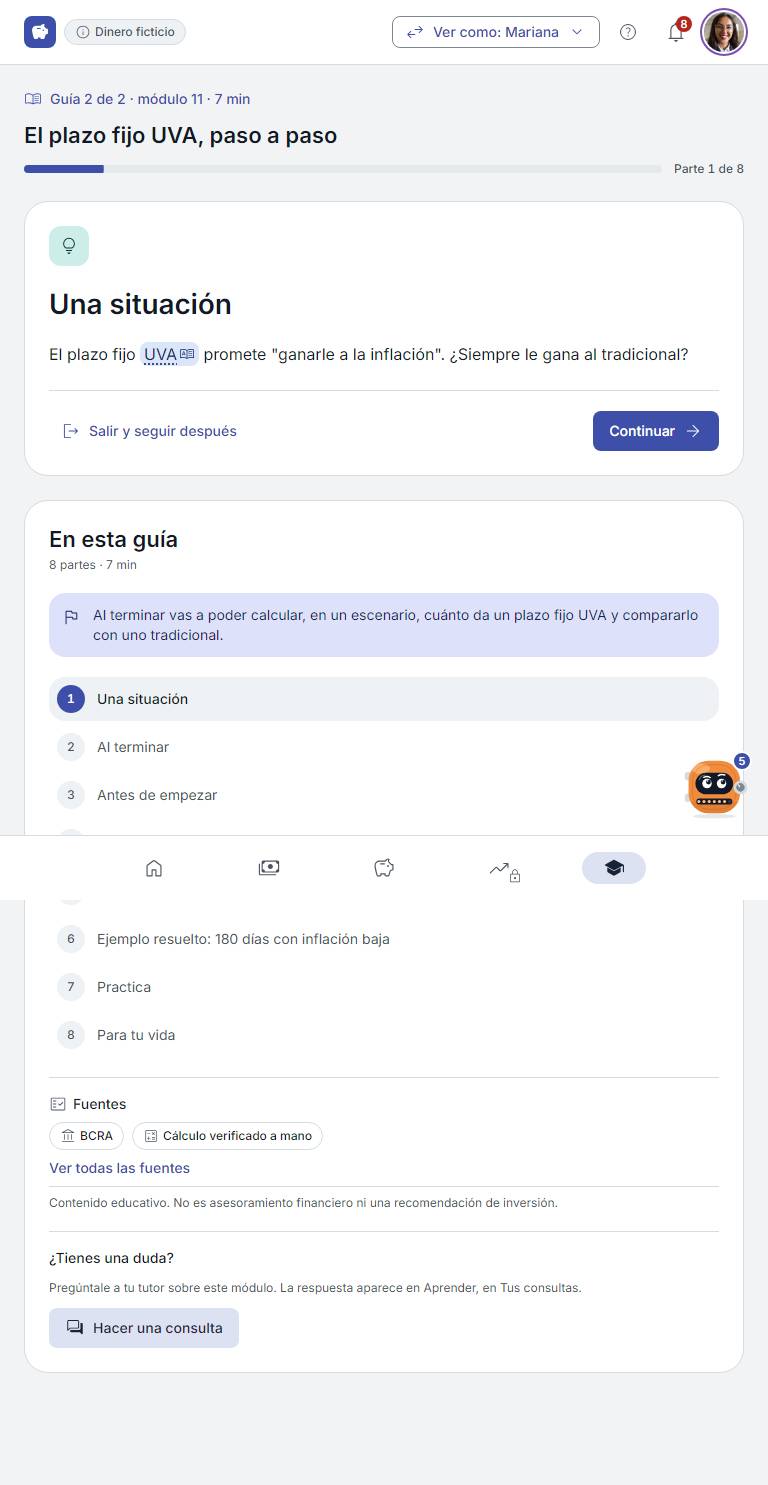 Dinero ficticio
Ver como: Mariana
8
Guía 2 de 2 · módulo 11 · 7 min
El plazo fijo UVA, paso a paso
Parte 1 de 8
Una situación
El plazo fijo UVA promete "ganarle a la inflación". ¿Siempre le gana al tradicional?
Salir y seguir después
Continuar
En esta guía
8 partes · 7 min
Al terminar vas a poder calcular, en un escenario, cuánto da un plazo fijo UVA y compararlo
con uno tradicional.
1 Una situación
2 Al terminar
5
3 Antes de empezar
6 Ejemplo resuelto: 180 días con inflación baja
7 Practica
8 Para tu vida
Fuentes
BCRA
Cálculo verificado a mano
Ver todas las fuentes
Contenido educativo. No es asesoramiento financiero ni una recomendación de inversión.
¿Tienes una duda?
Pregúntale a tu tutor sobre este módulo. La respuesta aparece en Aprender, en Tus consultas.
Hacer una consulta